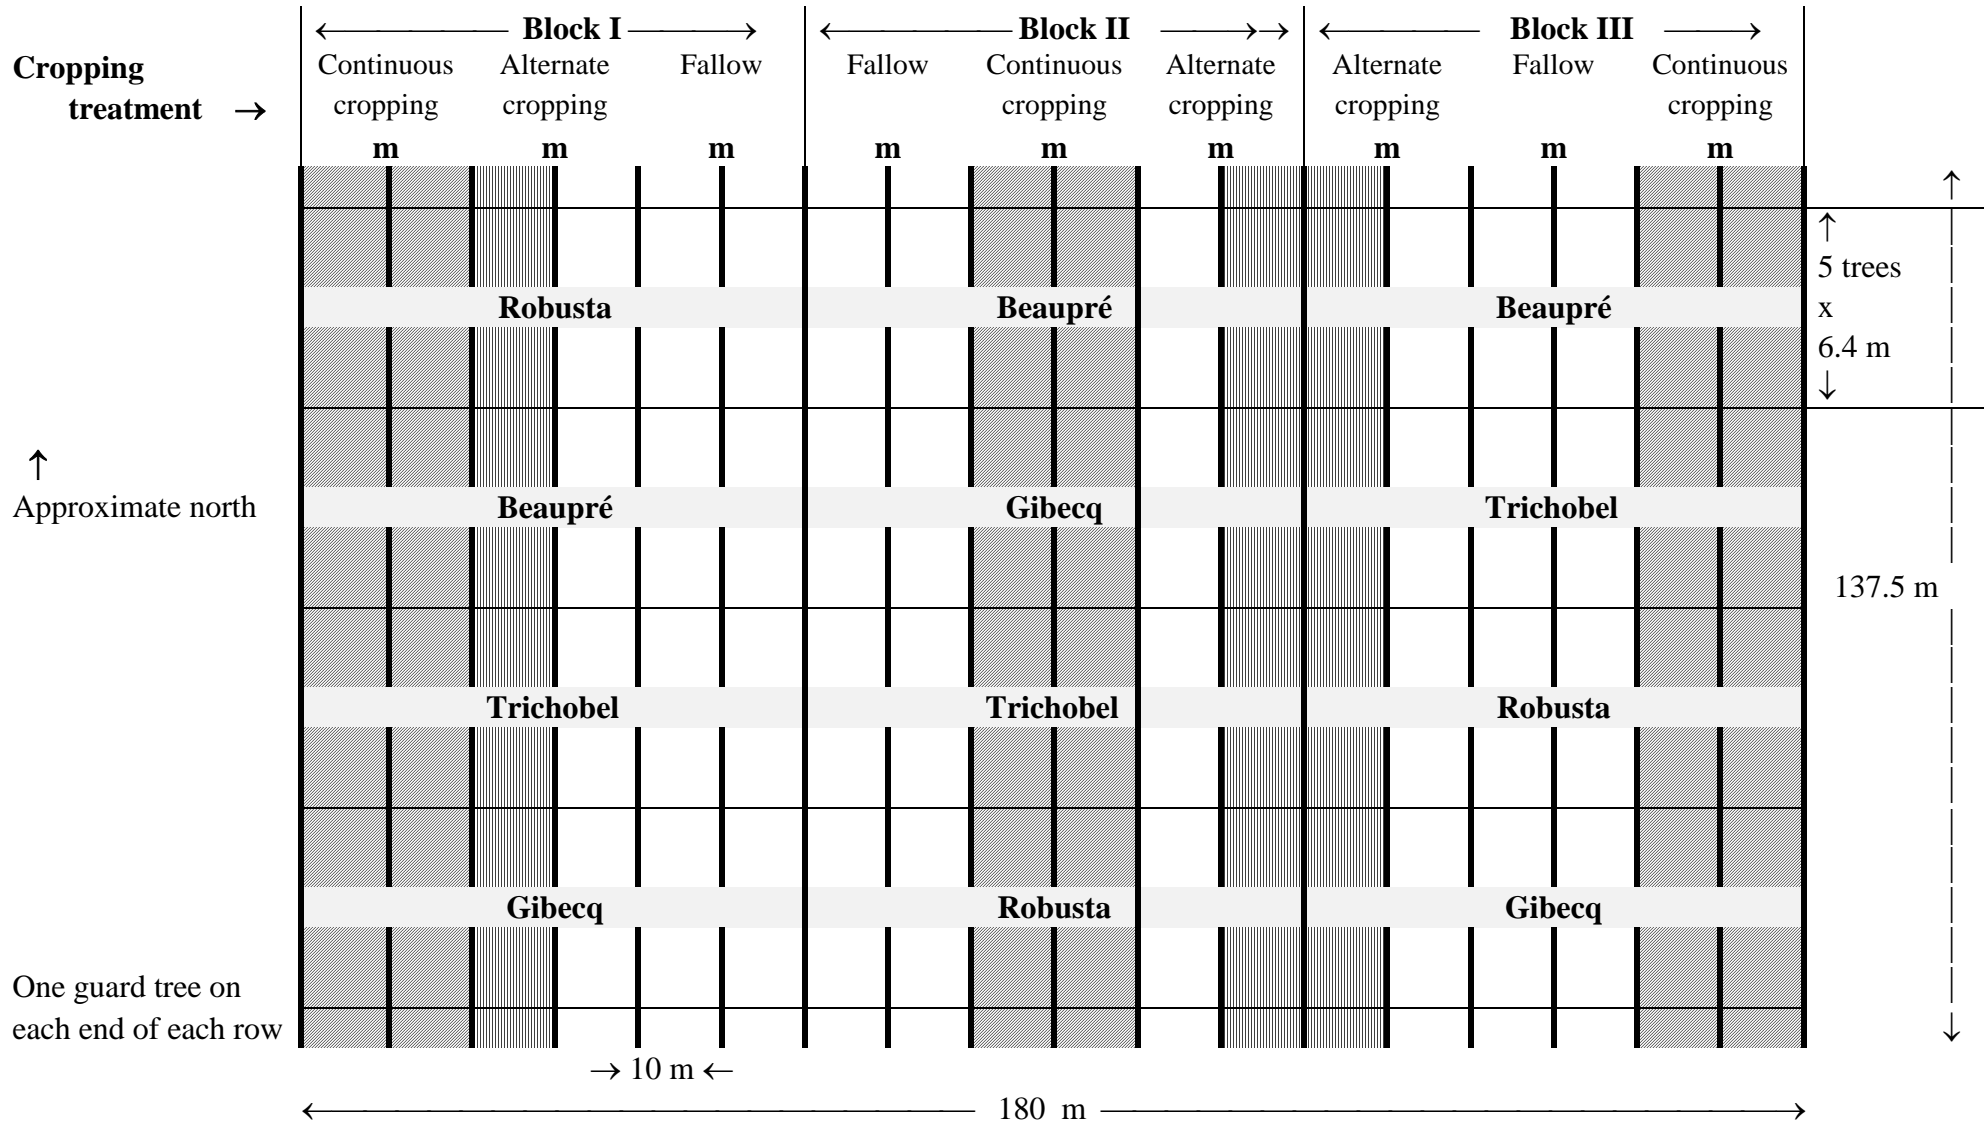 ← Block I → ← Block II →→ ← Block III →
Cropping Continuous Alternate Fallow Fallow Continuous Alternate Alternate Fallow Continuous
treatment → cropping cropping cropping cropping cropping cropping
m m m m m m m m m
↑
5 trees
Robusta Beaupré Beaupré x
6.4 m
↓
↑
Approximate north Beaupré Gibecq Trichobel
137.5 m
Trichobel Trichobel Robusta
Gibecq Robusta Gibecq
One guard tree on
each end of each row
→ 10 m ←
← 180 m →